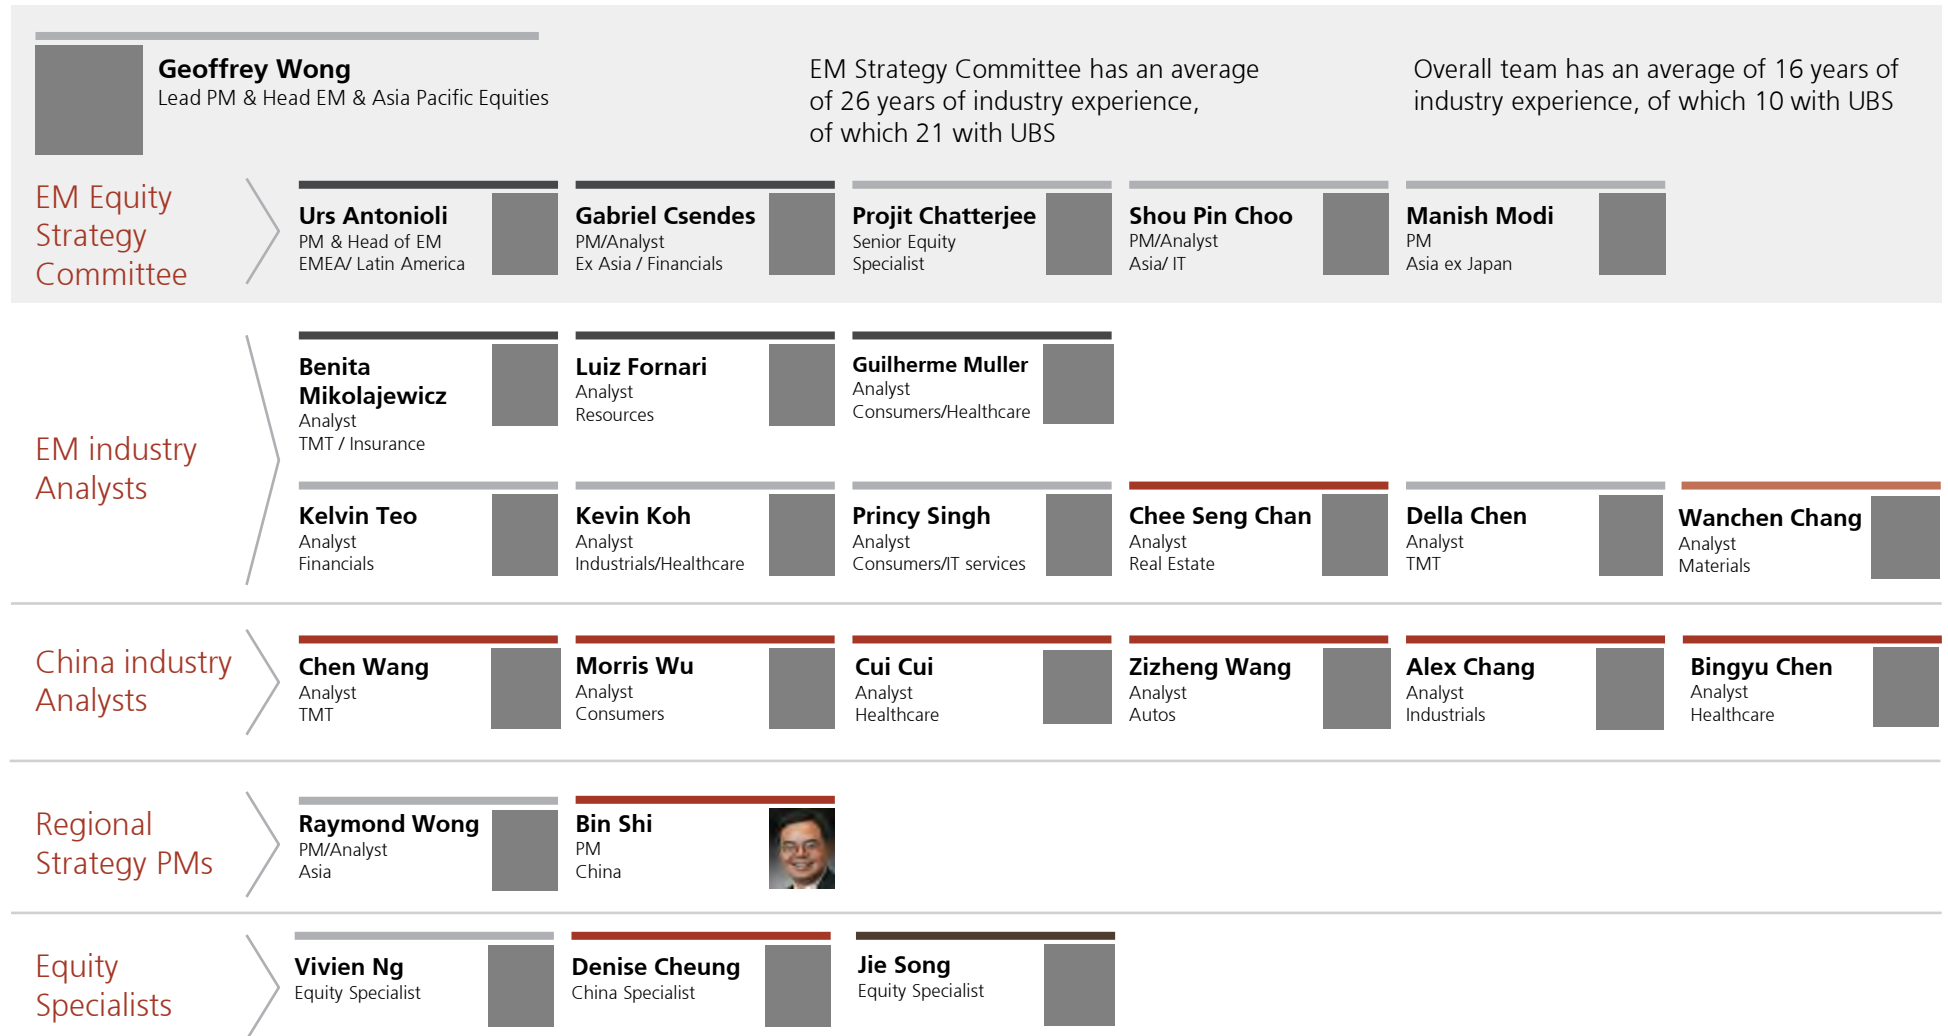 Geoffrey Wong
Lead PM & Head EM & Asia Pacific Equities
EM Strategy Committee has an average
of 26 years of industry experience,
of which 21 with UBS
Overall team has an average of 16 years of
industry experience, of which 10 with UBS
EM Equity
Strategy
Committee
Urs Antonioli
PM & Head of EM
EMEA/ Latin America
Gabriel Csendes
PM/Analyst
Ex Asia / Financials
Projit Chatterjee
Senior Equity
Specialist
Shou Pin Choo
PM/Analyst
Asia/ IT
Manish Modi
PM
Asia ex Japan
EM industry
Analysts
Benita
Mikolajewicz
Analyst
TMT / Insurance
Luiz Fornari
Analyst
Resources
Guilherme Muller
Analyst
Consumers/Healthcare
Kelvin Teo
Analyst
Financials
Kevin Koh
Analyst
Industrials/Healthcare
Princy Singh
Analyst
Consumers/IT services
Chee Seng Chan
Analyst
Real Estate
Della Chen
Analyst
TMT
Wanchen Chang
Analyst
Materials
China industry
Analysts
Chen Wang
Analyst
TMT
Morris Wu
Analyst
Consumers
Cui Cui
Analyst
Healthcare
Zizheng Wang
Analyst
Autos
Alex Chang
Analyst
Industrials
Bingyu Chen
Analyst
Healthcare
Regional
Strategy PMs
Raymond Wong
PM/Analyst
Asia
Bin Shi
PM
China
Equity
Specialists
Vivien Ng
Equity Specialist
Denise Cheung
China Specialist
Jie Song
Equity Specialist